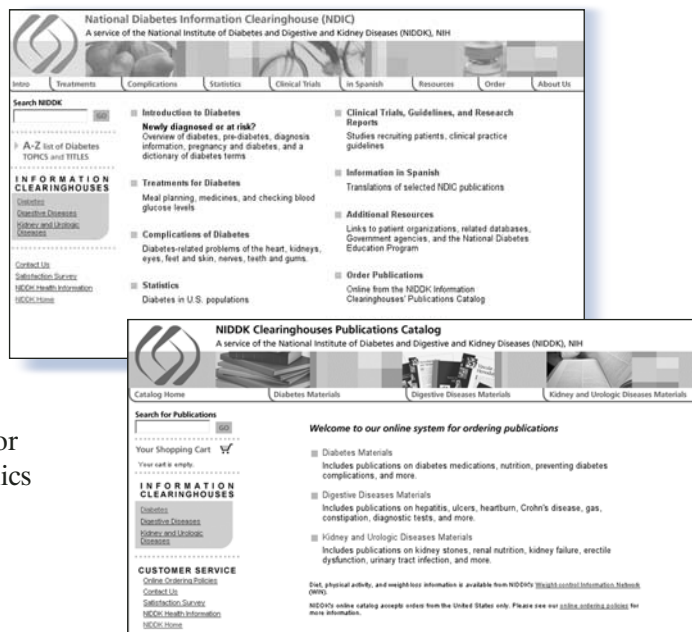 National Diabetes Information Clearinghouse (NDIC)
A service of the National Institute of Diabetes and Digestive and Kidney Diseases (NIDDK), NIH
Intro
Treatments
Complications
Statistics
Clinical Trials
in Spanish
Resources
Order
About Us
Search NIDDK
GO
A-Z list of Diabetes
TOPICS and TITLES
INFORMATION
CLEARINGHOUSES
Diabetes
Digestive Diseases
Kidney and Urologic
Diseases
Contact Us
Satisfaction Survey
NIDDK Health Information
NIDDK Home
Introduction to Diabetes
Newly diagnosed or at risk?
Overview of diabetes, pre-diabetes, diagnosis
information, pregnancy and diabetes, and a
dictionary of diabetes terms
Treatments for Diabetes
Meal planning, medicines, and checking blood
glucose levels
Complications of Diabetes
Diabetes-related problems of the heart, kidneys,
eyes, feet and skin, nerves, teeth and gums.
Statistics
Diabetes in U.S. populations
Clinical Trials, Guidelines, and Research
Reports
Studies recruiting patients, clinical practice
guidelines
Information in Spanish
Translations of selected NDIC publications
Additional Resources
Links to patient organizations, related databases,
Government agencies, and the National Diabetes
Education Program
Order Publications
Online from the NIDDK Information
Clearinghouses' Publications Catalog
or
ics
NIDDK Clearinghouses Publications Catalog
A service of the National Institute of Diabetes and Digestive and Kidney Diseases (NIDDK), NIH
Catalog Home
Diabetes Materials
Digestive Diseases Materials
Kidney and Urologic Diseases Materials
Search for Publications
GO
Your Shopping Cart
Your cart is empty.
INFORMATION
CLEARINGHOUSES
Diabetes
Digestive Diseases
Kidney and Urologic
Diseases
CUSTOMER SERVICE
Online Ordering Policies
Contact Us
Satisfaction Survey
NIDDK Health Information
NIDDK Home
Welcome to our online system for ordering publications
Diabetes Materials
Includes publications on diabetes medications, nutrition, preventing diabetes
complications, and more.
Digestive Diseases Materials
Includes publications on hepatitis, ulcers, heartburn, Crohn's disease, gas,
constipation, diagnostic tests, and more.
Kidney and Urologic Diseases Materials
Includes publications on kidney stones, renal nutrition, kidney failure, erectile
dysfunction, urinary tract infection, and more.
Diet, physical activity, and weight-loss information is available from NIDDK's Weight-control Information Network
(WIN).
NIDDK's online catalog accepts orders from the United States only. Please see our online ordering policies for
more information.